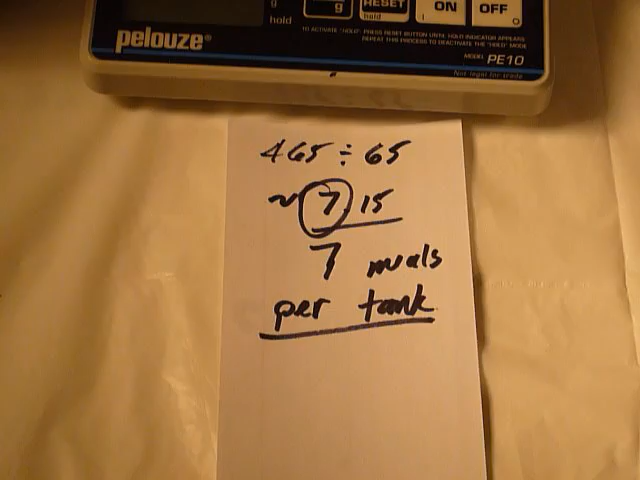 g
hold
g
RESET
hold
ON
I
OFF
O
pelouze®
TO ACTIVATE "HOLD": PRESS RESET BUTTON UNTIL HOLD INDICATOR APPEARS
REPEAT THIS PROCESS TO DEACTIVATE THE "HOLD" MODE
MODEL PE10
Not legal for trade
465 ÷ 65
~ 7.15
7 meals
per tank